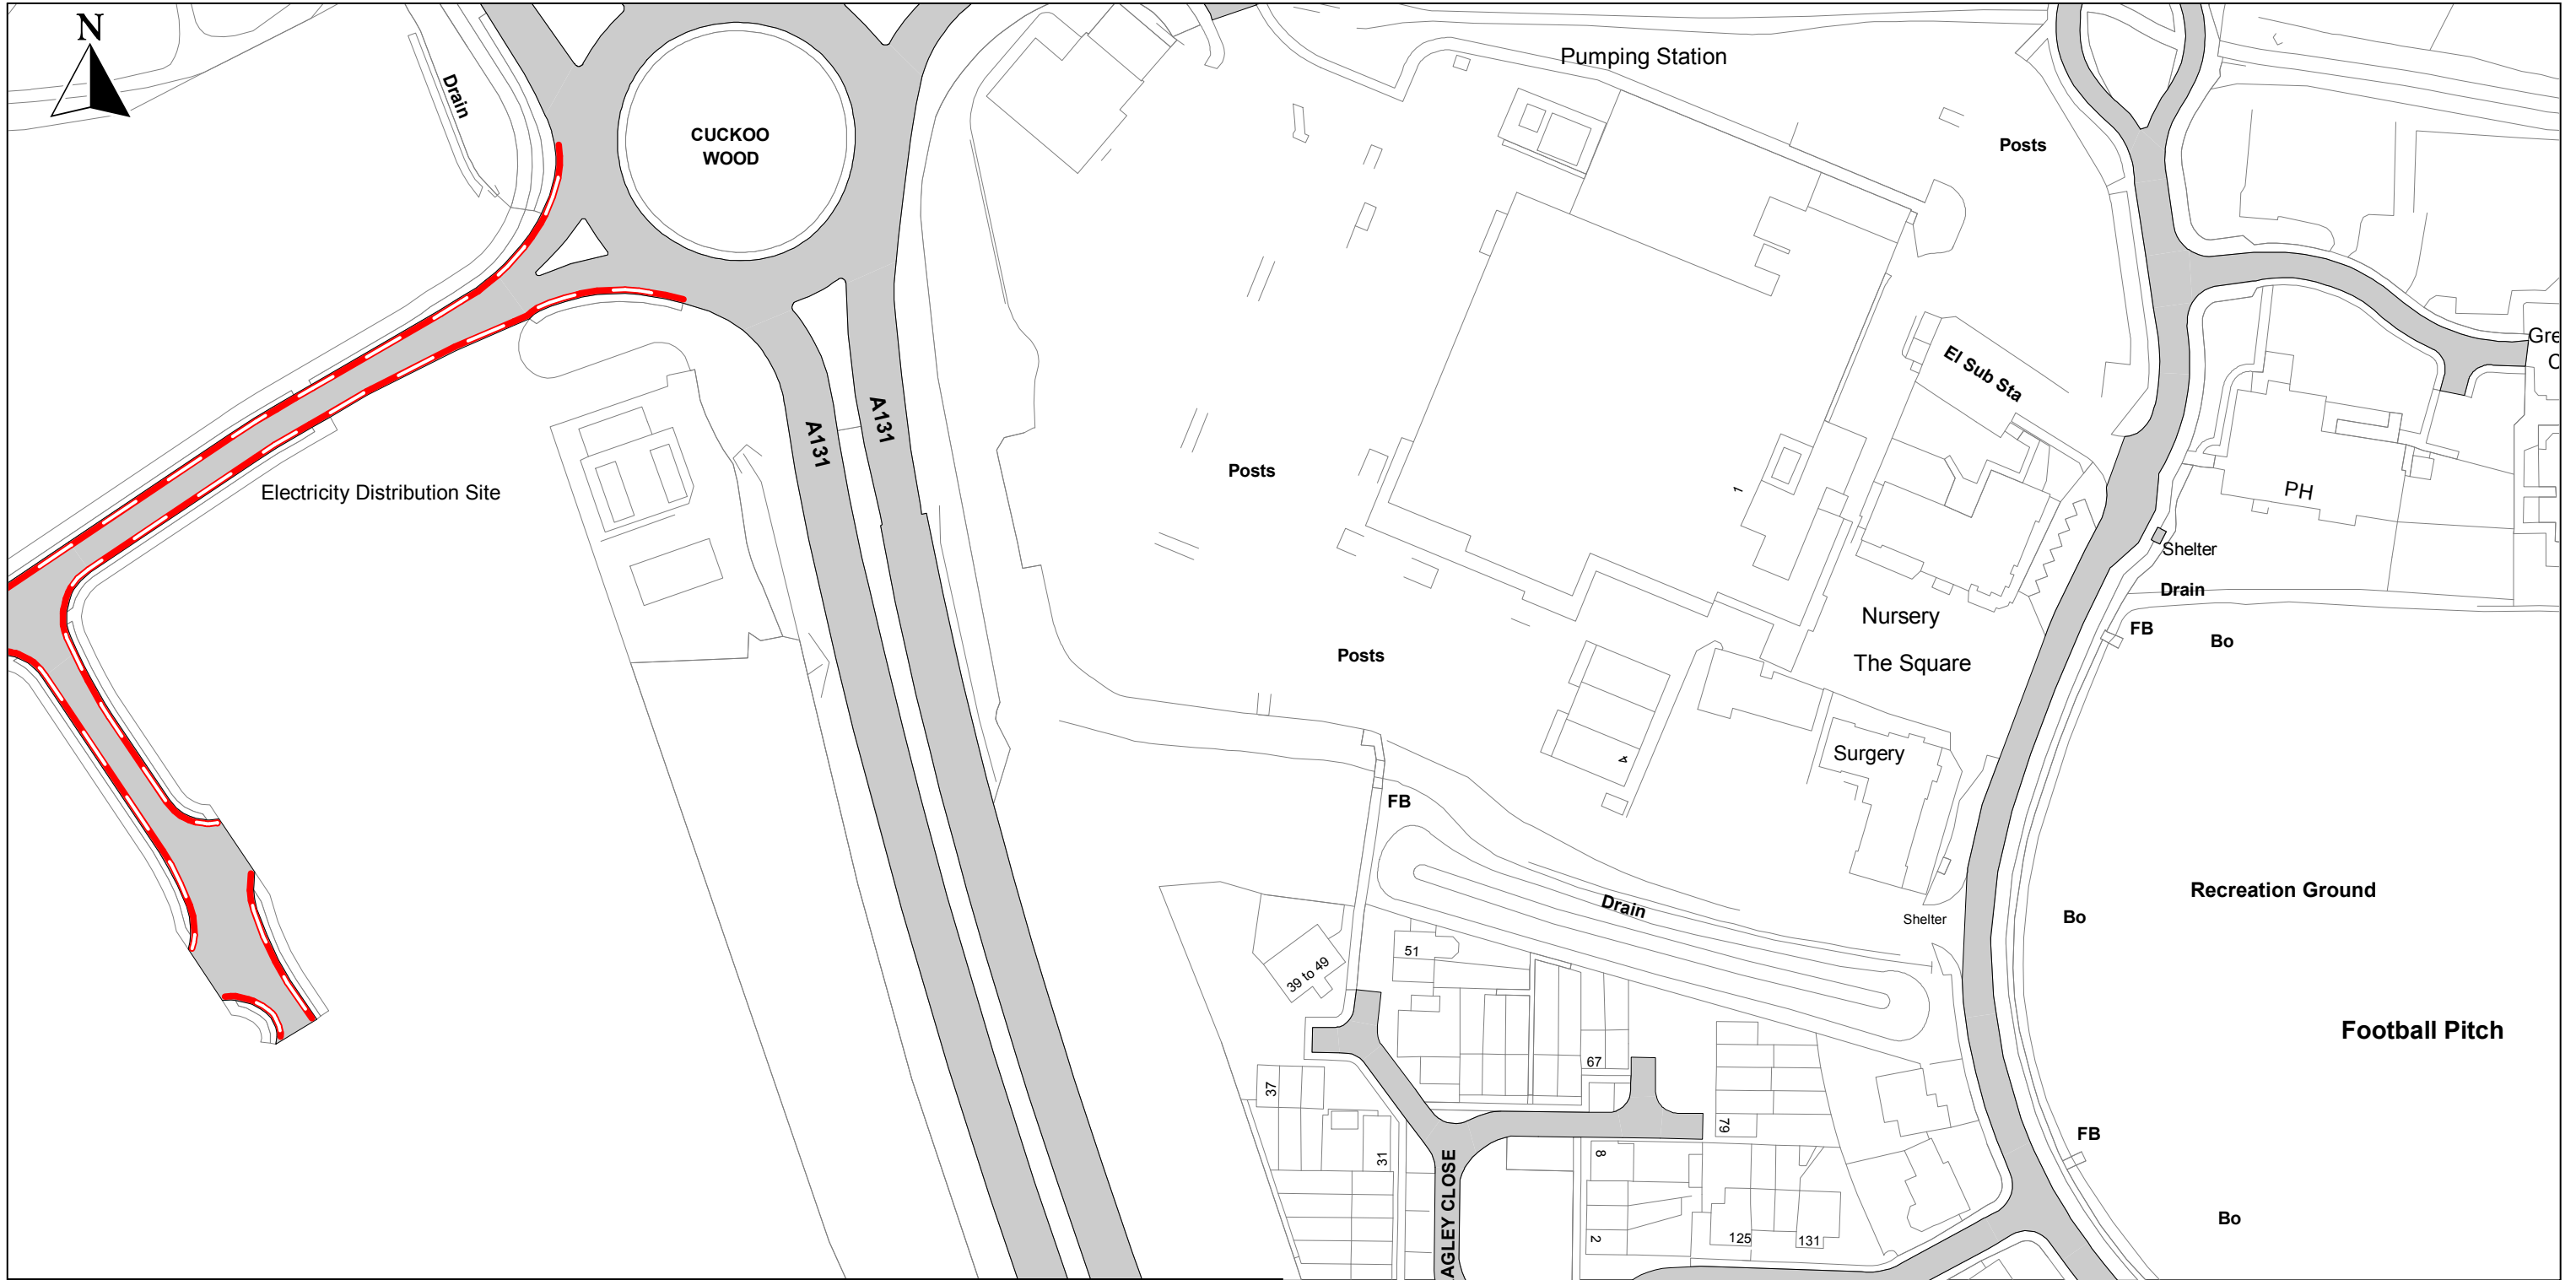 N
Drain
CUCKOO
WOOD
Pumping Station
Posts
El Sub Sta
Gre
C
A131
A131
Posts
Electricity Distribution Site
1
PH
Shelter
Drain
FB
Bo
Nursery
The Square
Posts
Surgery
4
FB
Recreation Ground
Drain
Shelter
Bo
51
39 to 49
Football Pitch
67
37
79
31
8
FB
AGLEY CLOSE
2
125
131
Bo